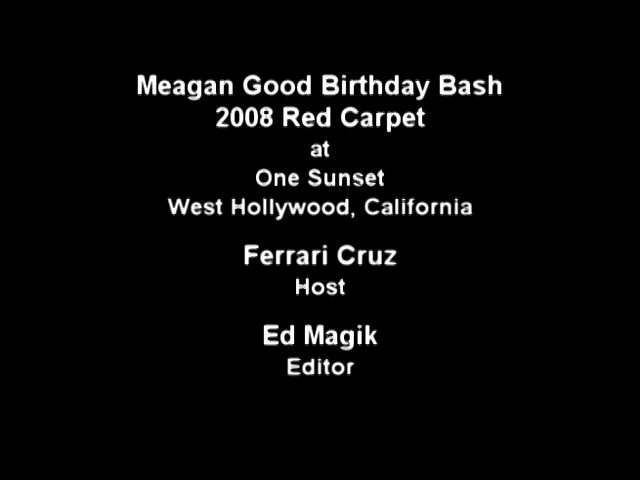 Meagan Good Birthday Bash
2008 Red Carpet
at
One Sunset
West Hollywood, California
Ferrari Cruz
Host
Ed Magik
Editor